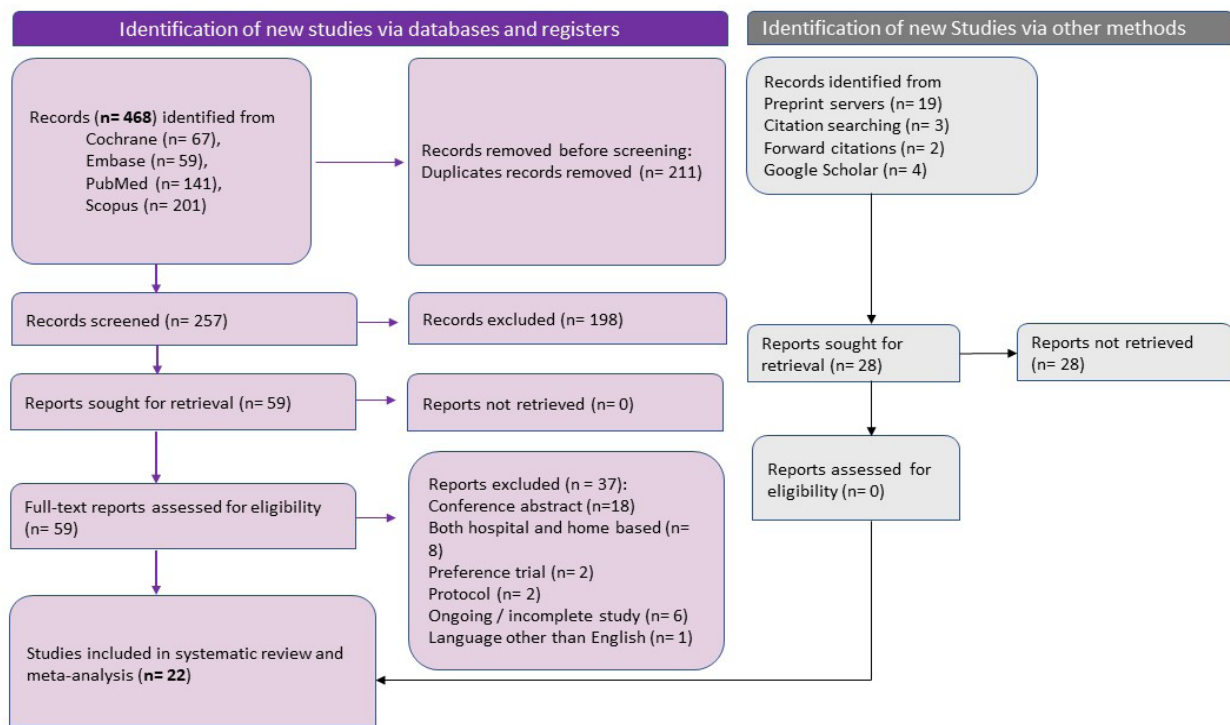 Identification of new studies via databases and registers
Records (n= 468) identified from
Cochrane (n= 67),
Embase (n= 59),
PubMed (n= 141),
Scopus (n= 201)
Records removed before screening:
Duplicates records removed (n= 211)
Records screened (n= 257)
Records excluded (n= 198)
Reports sought for retrieval (n= 59)
Reports not retrieved (n= 0)
Full-text reports assessed for eligibility
(n= 59)
Reports excluded (n = 37):
Conference abstract (n=18)
Both hospital and home based (n=
8)
Preference trial (n= 2)
Protocol (n= 2)
Ongoing / incomplete study (n= 6)
Language other than English (n= 1)
Studies included in systematic review and
meta-analysis (n= 22)
Identification of new Studies via other methods
Records identified from
Preprint servers (n= 19)
Citation searching (n= 3)
Forward citations (n= 2)
Google Scholar (n= 4)
Reports sought for
retrieval (n= 28)
Reports not retrieved
(n= 28)
Reports assessed for
eligibility (n= 0)